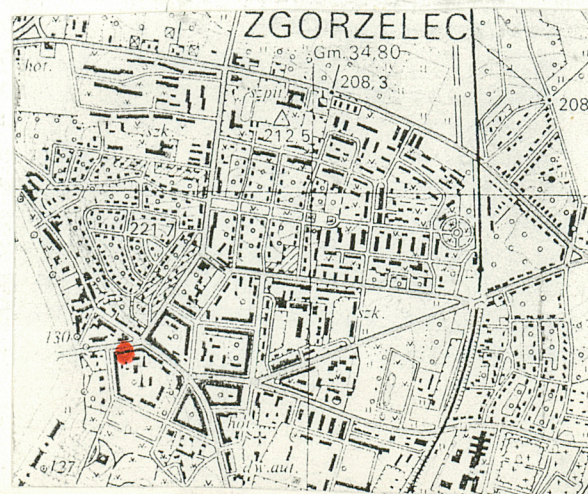 ZGORZELEC
Gm. 34,80
hot.
208,3
szpit.
208
212,5
szk.
221,7
szk
130
hot
137
dw. aut.